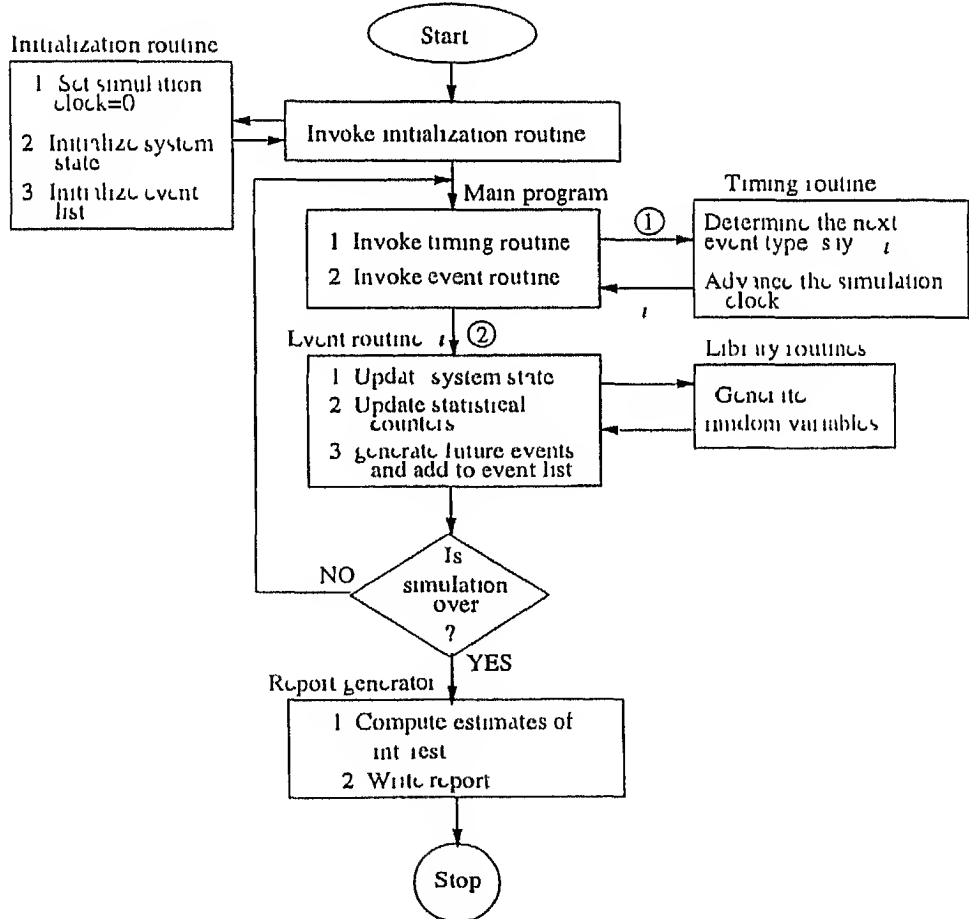 Start
Initialization routine
1 Set simulation
clock=0
2 Initialize system
state
3 Initialize event
list
Invoke initialization routine
Main program
1 Invoke timing routine
2 Invoke event routine
1
Timing routine
Determine the next
event type say i
Advance the simulation
clock
i
Event routine i
2
1 Updat system state
2 Update statistical
counters
3 generate future events
and add to event list
Library routines
Generate
random variables
Is
simulation
over
?
NO
YES
Report generator
1 Compute estimates of
2 Write report
Stop